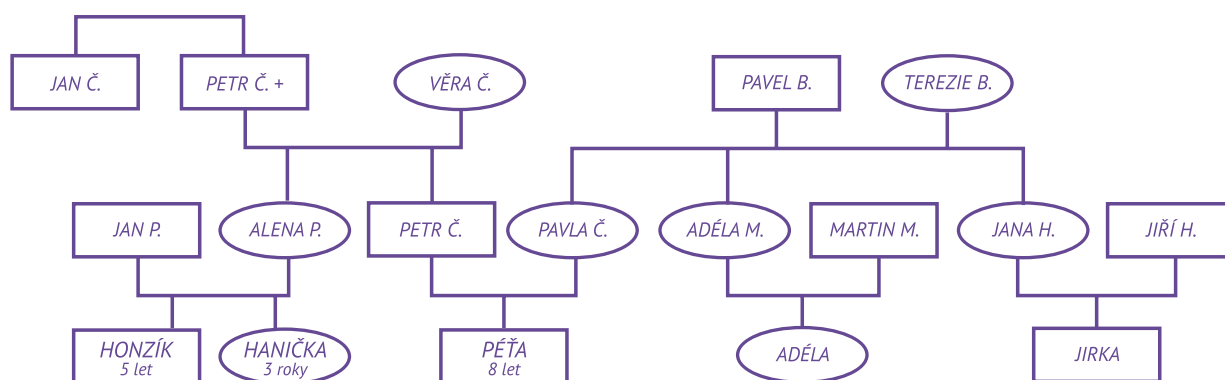 JAN Č.
PETR Č. +
VĚRA Č.
PAVEL B.
TEREZIE B.
JAN P.
ALENA P.
PETR Č.
PAVLA Č.
ADÉLA M.
MARTIN M.
JANA H.
JIŘÍ H.
HONZÍK
5 let
HANIČKA
3 roky
PÉŤA
8 let
ADÉLA
JIRKA